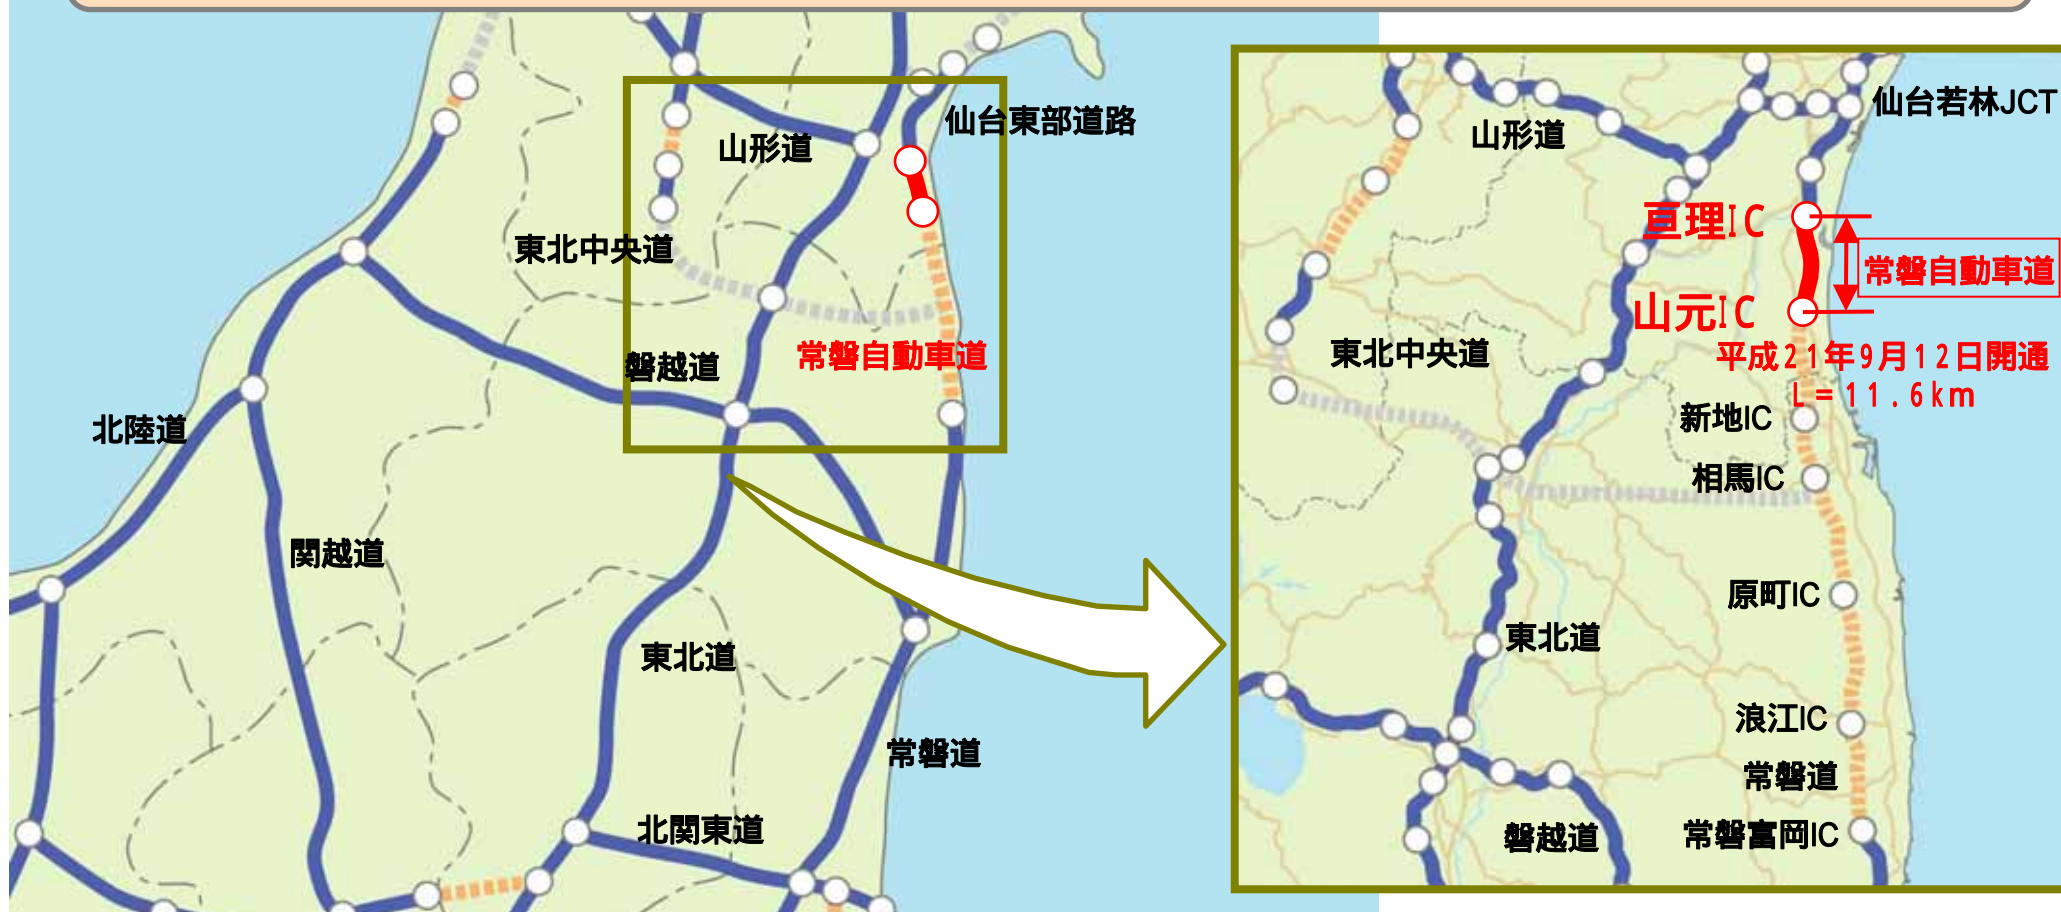 仙台東部道路
山形道
東北中央道
磐越道
常磐自動車道
北陸道
関越道
東北道
常磐道
北関東道
仙台若林JCT
山形道
亘理IC
常磐自動車道
山元IC
東北中央道
平成21年9月12日開通
L=11.6km
新地IC
相馬IC
原町IC
東北道
浪江IC
常磐道
磐越道
常磐富岡IC